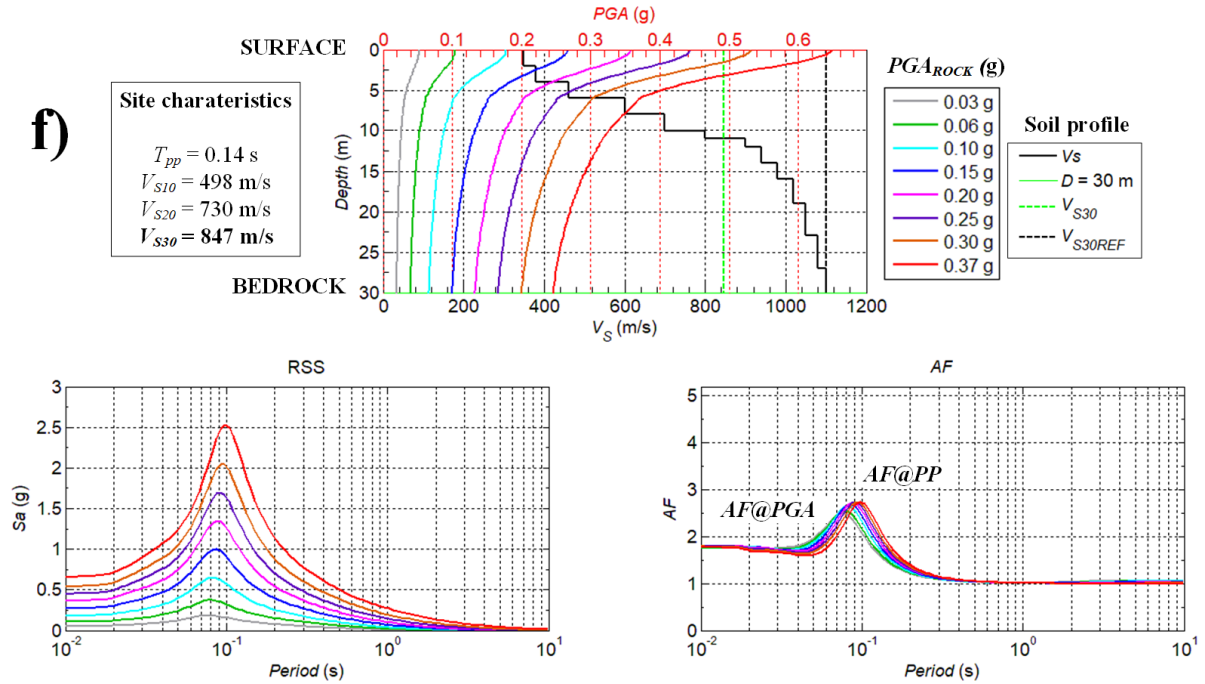 f)
Site charateristics
Tpp = 0.14 s
VS10 = 498 m/s
VS20 = 730 m/s
VS30 = 847 m/s
SURFACE
BEDROCK
PGA (g)
0 0.1 0.2 0.3 0.4 0.5 0.6
Depth (m)
0
5
10
15
20
25
30
0 200 400 600 800 1000 1200
VS (m/s)
PGAROCK (g)
0.03 g
0.06 g
0.10 g
0.15 g
0.20 g
0.25 g
0.30 g
0.37 g
Soil profile
Vs
D = 30 m
VS30
VS30REF
RSS
Sa (g)
3
2.5
2
1.5
1
0.5
0
10-2 10-1 100 101
Period (s)
AF
AF
5
4
3
2
1
0
AF@PGA
AF@PP
10-2 10-1 100 101
Period (s)